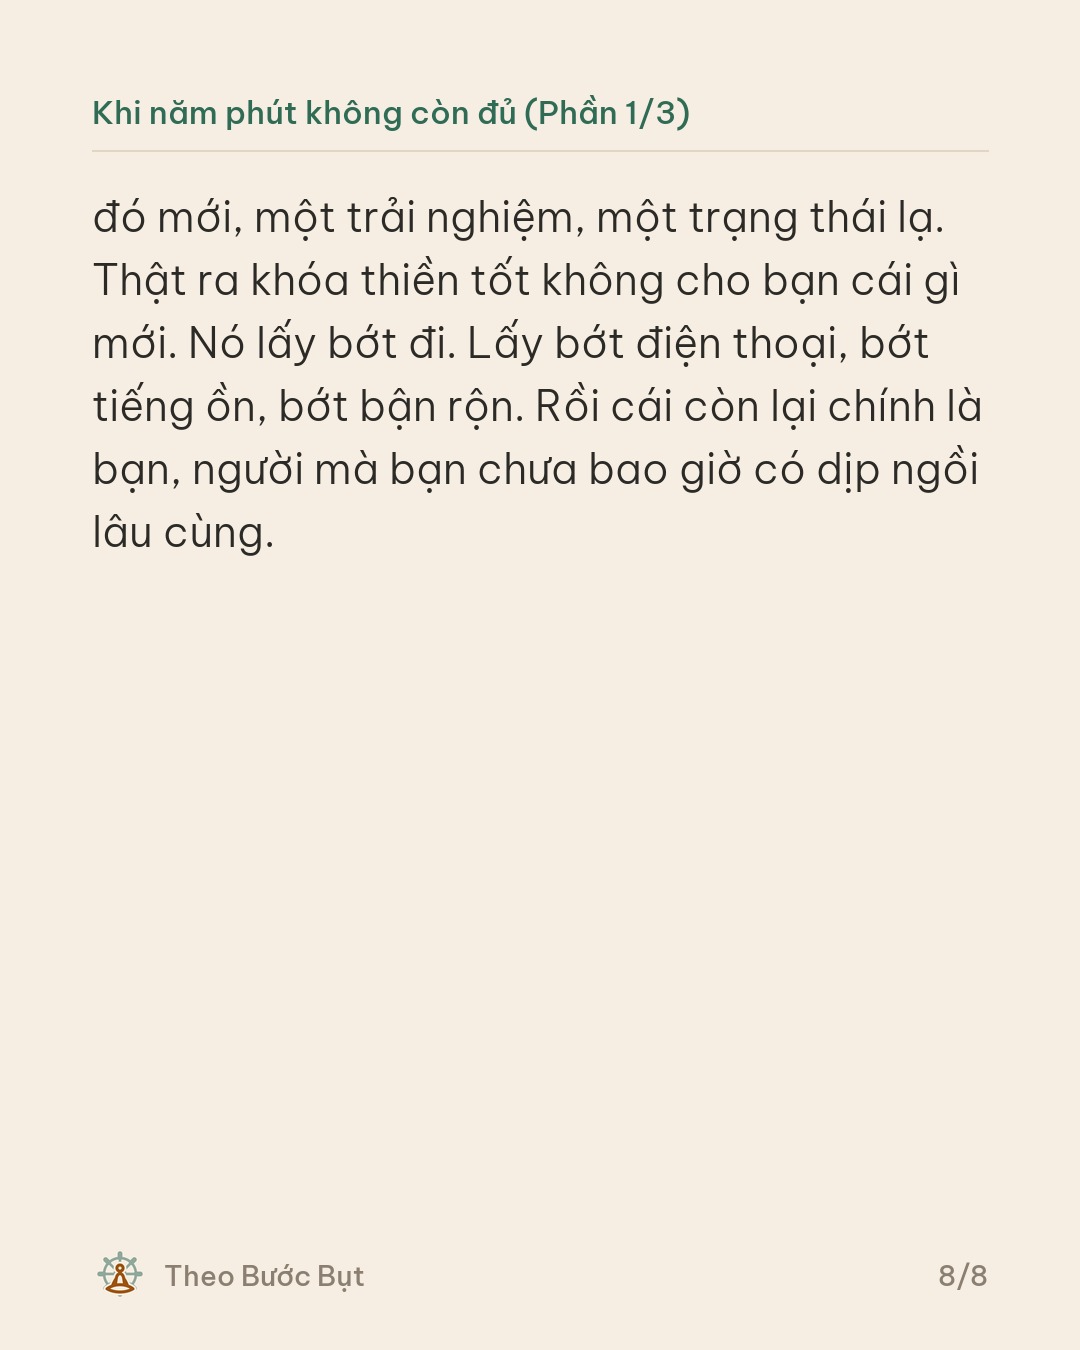 Khi năm phút không còn đủ (Phần 1/3)
đó mới, một trải nghiệm, một trạng thái lạ.
Thật ra khóa thiền tốt không cho bạn cái gì
mới. Nó lấy bớt đi. Lấy bớt điện thoại, bớt
tiếng ồn, bớt bận rộn. Rồi cái còn lại chính là
bạn, người mà bạn chưa bao giờ có dịp ngồi
lâu cùng.
Theo Bước Bụt
8/8